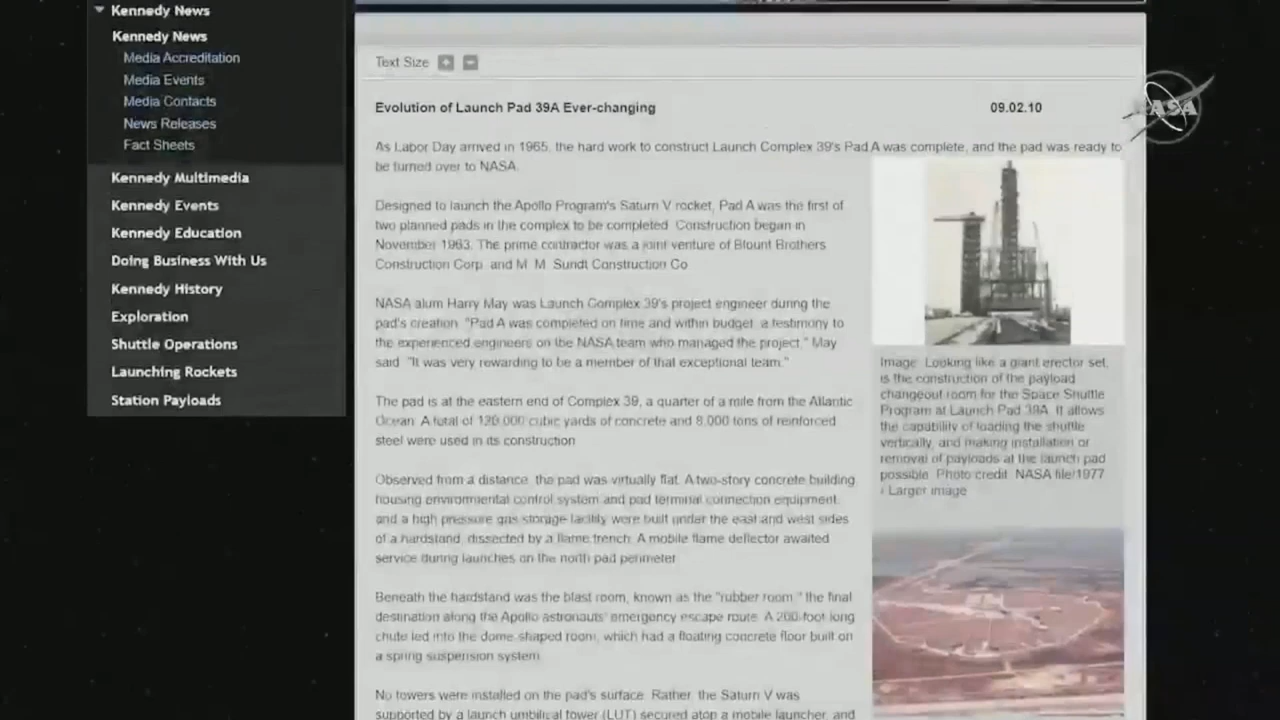 Kennedy News
Kennedy News
Media Accreditation
Media Events
Media Contacts
News Releases
Fact Sheets
Kennedy Multimedia
Kennedy Events
Kennedy Education
Doing Business With Us
Kennedy History
Exploration
Shuttle Operations
Launching Rockets
Station Payloads
Text Size + -
Evolution of Launch Pad 39A Ever-changing 09.02.10
As Labor Day arrived in 1965, the hard work to construct Launch Complex 39's Pad A was complete, and the pad was ready to
be turned over to NASA.
Designed to launch the Apollo Program's Saturn V rocket, Pad A was the first of
two planned pads in the complex to be completed. Construction began in
November 1963. The prime contractor was a joint venture of Blount Brothers
Construction Corp. and M. M. Sundt Construction Co.
NASA alum Harry May was Launch Complex 39's project engineer during the
pad's creation. "Pad A was completed on time and within budget, a testimony to
the experienced engineers on the NASA team who managed the project," May
said. "It was very rewarding to be a member of that exceptional team."
The pad is at the eastern end of Complex 39, a quarter of a mile from the Atlantic
Ocean. A total of 120,000 cubic yards of concrete and 8,000 tons of reinforced
steel were used in its construction.
Observed from a distance, the pad was virtually flat. A two-story concrete building
housing environmental control system and pad terminal connection equipment,
and a high pressure gas storage facility were built under the east and west sides
of a hardstand, dissected by a flame trench. A mobile flame deflector awaited
service during launches on the north pad perimeter.
Beneath the hardstand was the blast room, known as the "rubber room," the final
destination along the Apollo astronauts' emergency escape route. A 200-foot long
chute led into the dome-shaped room, which had a floating concrete floor built on
a spring suspension system.
No towers were installed on the pad's surface. Rather, the Saturn V was
supported by a launch umbilical tower (LUT) secured atop a mobile launcher, and
Image: Looking like a giant erector set,
is the construction of the payload
changeout room for the Space Shuttle
Program at Launch Pad 39A. It allows
the capability of loading the shuttle
vertically, and making installation or
removal of payloads at the launch pad
possible. Photo credit: NASA file/1977
› Larger image
NASA